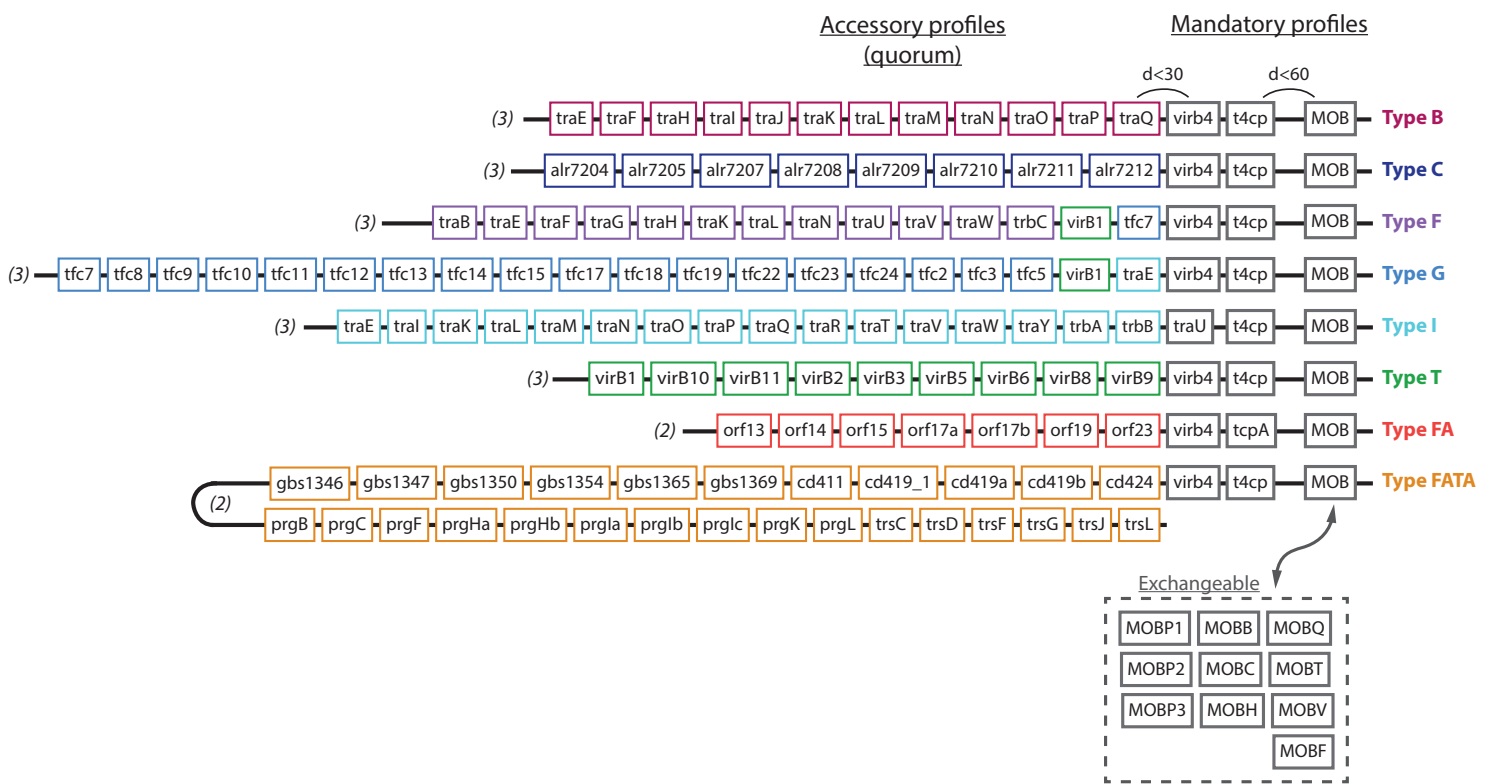 Accessory profiles
(quorum)
Mandatory profiles
d<30 d<60
(3) traE traF traH traI traJ traK traL traM traN traO traP traQ virb4 t4cp MOB Type B
(3) alr7204 alr7205 alr7207 alr7208 alr7209 alr7210 alr7211 alr7212 virb4 t4cp MOB Type C
(3) traB traE traF traG traH traK traL traN traU traV traW trbC virB1 tfc7 virb4 t4cp MOB Type F
(3) tfc7 tfc8 tfc9 tfc10 tfc11 tfc12 tfc13 tfc14 tfc15 tfc17 tfc18 tfc19 tfc22 tfc23 tfc24 tfc2 tfc3 tfc5 virB1 traE virb4 t4cp MOB Type G
(3) traE traI traK traL traM traN traO traP traQ traR traT traV traW traY trbA trbB traU t4cp MOB Type I
(3) virB1 virB10 virB11 virB2 virB3 virB5 virB6 virB8 virB9 virb4 t4cp MOB Type T
(2) orf13 orf14 orf15 orf17a orf17b orf19 orf23 virb4 tcpA MOB Type FA
(2) gbs1346 gbs1347 gbs1350 gbs1354 gbs1365 gbs1369 cd411 cd419_1 cd419a cd419b cd424 virb4 t4cp MOB Type FATA
prgB prgC prgF prgHa prgHb prgIa prgIb prgIc prgK prgL trsC trsD trsF trsG trsJ trsL
Exchangeable
MOBP1 MOBB MOBQ
MOBP2 MOBC MOBT
MOBP3 MOBH MOBV
MOBF